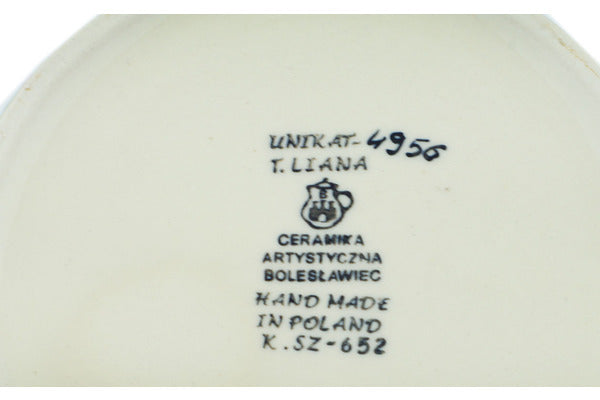 UNIKAT-4956
T. LIANA
B
CERAMIKA
ARTYSTYCZNA
BOLESŁAWIEC
HAND MADE
IN POLAND
K.SZ-652